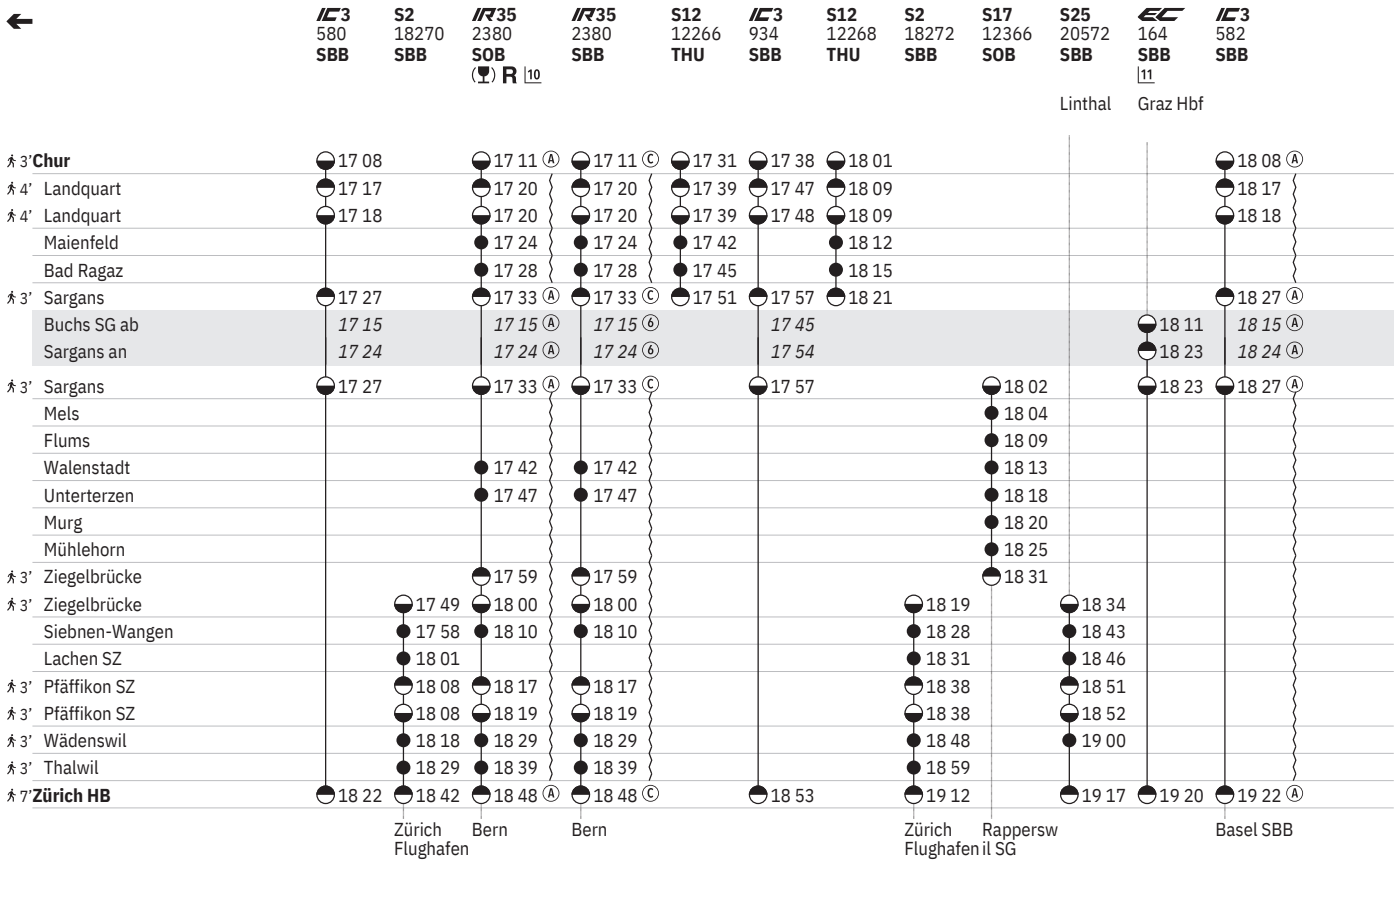 IC3 S2 IR35 IR35 S12 IC3 S12 S2 S17 S25 EC IC3
580 18270 2380 2380 12266 934 12268 18272 12366 20572 164 582
SBB SBB SOB SBB THU SBB THU SBB SOB SBB SBB SBB
R 10 11
Linthal Graz Hbf
3' Chur 17 08 17 11 A 17 11 C 17 31 17 38 18 01 18 08 A
4' Landquart 17 17 17 20 17 20 17 39 17 47 18 09 18 17
4' Landquart 17 18 17 20 17 20 17 39 17 48 18 09 18 18
Maienfeld 17 24 17 24 17 42 18 12
Bad Ragaz 17 28 17 28 17 45 18 15
3' Sargans 17 27 17 33 A 17 33 C 17 51 17 57 18 21 18 27 A
Buchs SG ab 17 15 17 15 A 17 15 6 17 45 18 11 18 15 A
Sargans an 17 24 17 24 A 17 24 6 17 54 18 23 18 24 A
3' Sargans 17 27 17 33 A 17 33 C 17 57 18 02 18 23 18 27 A
Mels 18 04
Flums 18 09
Walenstadt 17 42 17 42 18 13
Unterterzen 17 47 17 47 18 18
Murg 18 20
Mühlehorn 18 25
3' Ziegelbrücke 17 59 17 59 18 31
3' Ziegelbrücke 17 49 18 00 18 00 18 19 18 34
Siebnen-Wangen 17 58 18 10 18 10 18 28 18 43
Lachen SZ 18 01 18 31 18 46
3' Pfäffikon SZ 18 08 18 17 18 17 18 38 18 51
3' Pfäffikon SZ 18 08 18 19 18 19 18 38 18 52
3' Wädenswil 18 18 18 29 18 29 18 48 19 00
3' Thalwil 18 29 18 39 18 39 18 59
7' Zürich HB 18 22 18 42 18 48 A 18 48 C 18 53 19 12 19 17 19 20 19 22 A
Zürich Bern Bern Zürich Rappersw Basel SBB
Flughafen Flughafen il SG